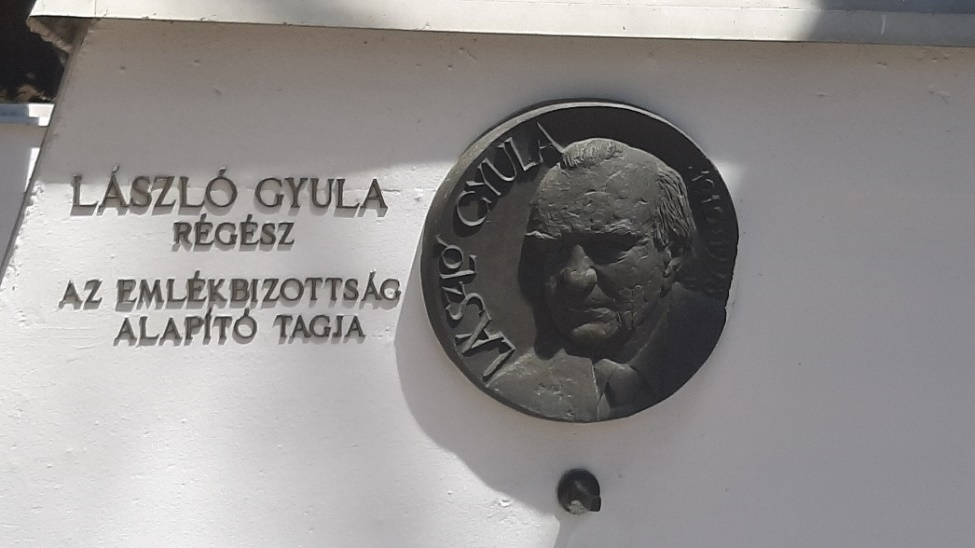 LÁSZLÓ GYULA
RÉGÉSZ
AZ EMLÉKBIZOTTSÁG
ALAPÍTÓ TAGJA
LÁSZLÓ GYULA